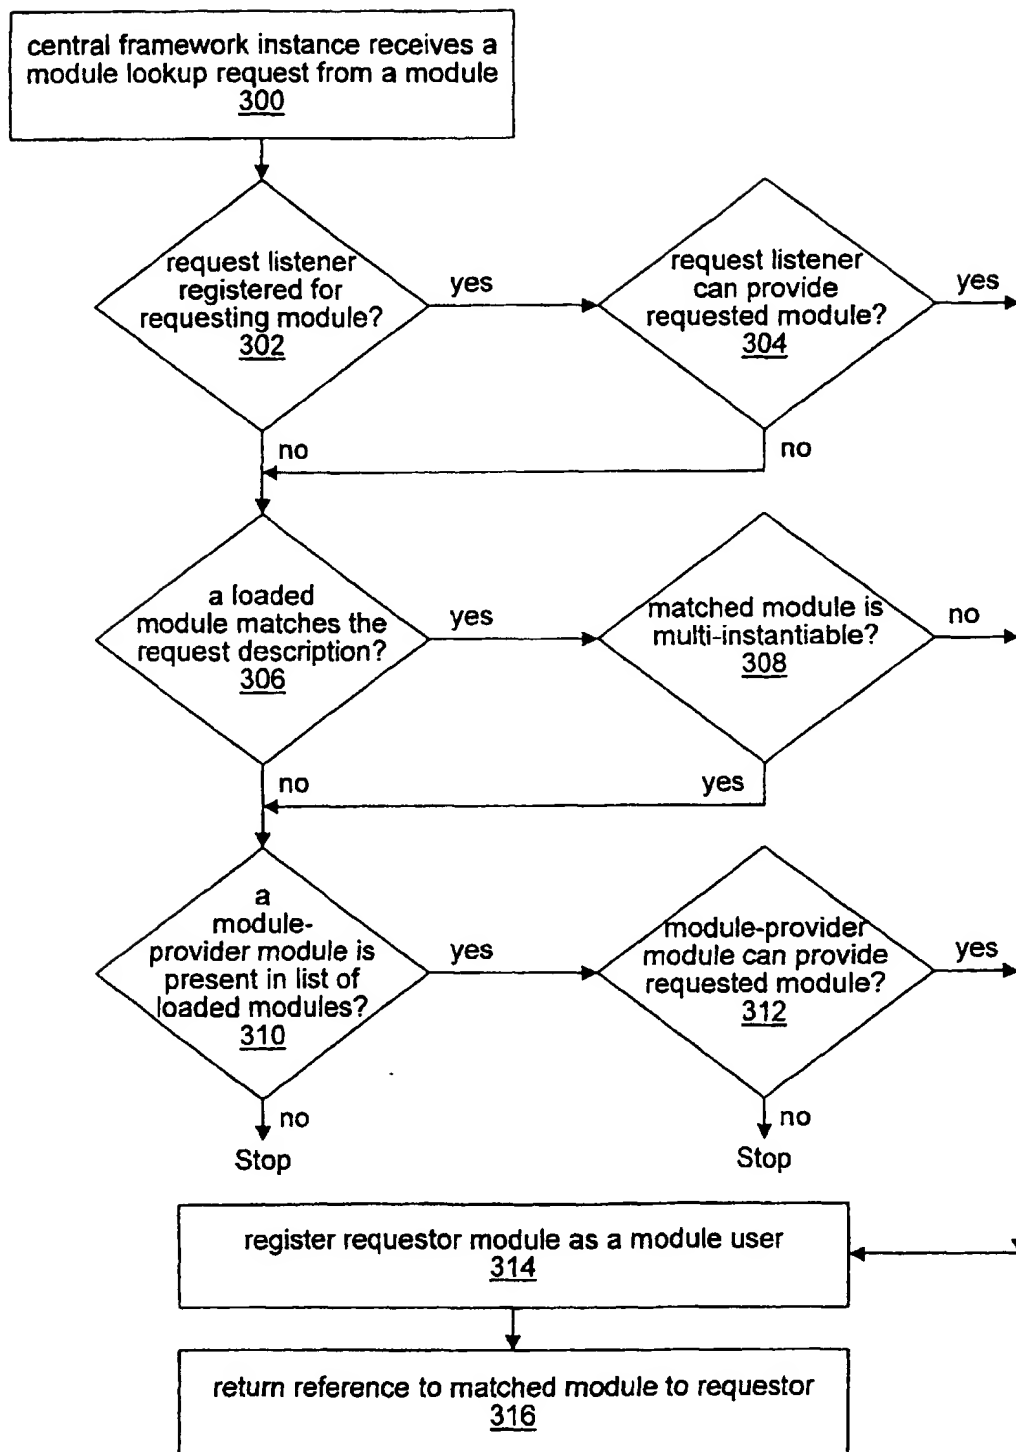 central framework instance receives a
module lookup request from a module
300
request listener
registered for
requesting module?
302
yes
request listener
can provide
requested module?
304
yes
no
no
a loaded
module matches the
request description?
306
yes
matched module is
multi-instantiable?
308
no
no
yes
a
module-
provider module is
present in list of
loaded modules?
310
yes
module-provider
module can provide
requested module?
312
yes
no
Stop
no
Stop
register requestor module as a module user
314
return reference to matched module to requestor
316